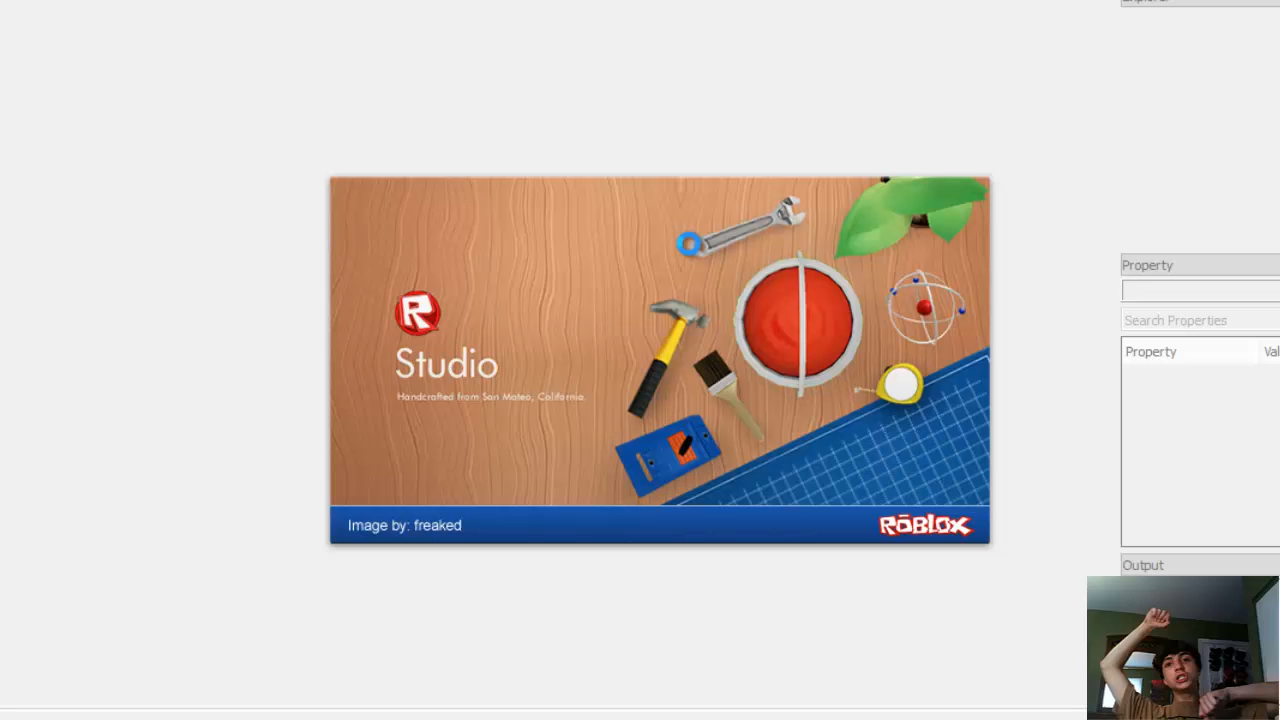 Explorer
R
Studio
Handcrafted from San Mateo, California.
Image by: freaked
ROBLOX
Property
Search Properties
Property Val
Output